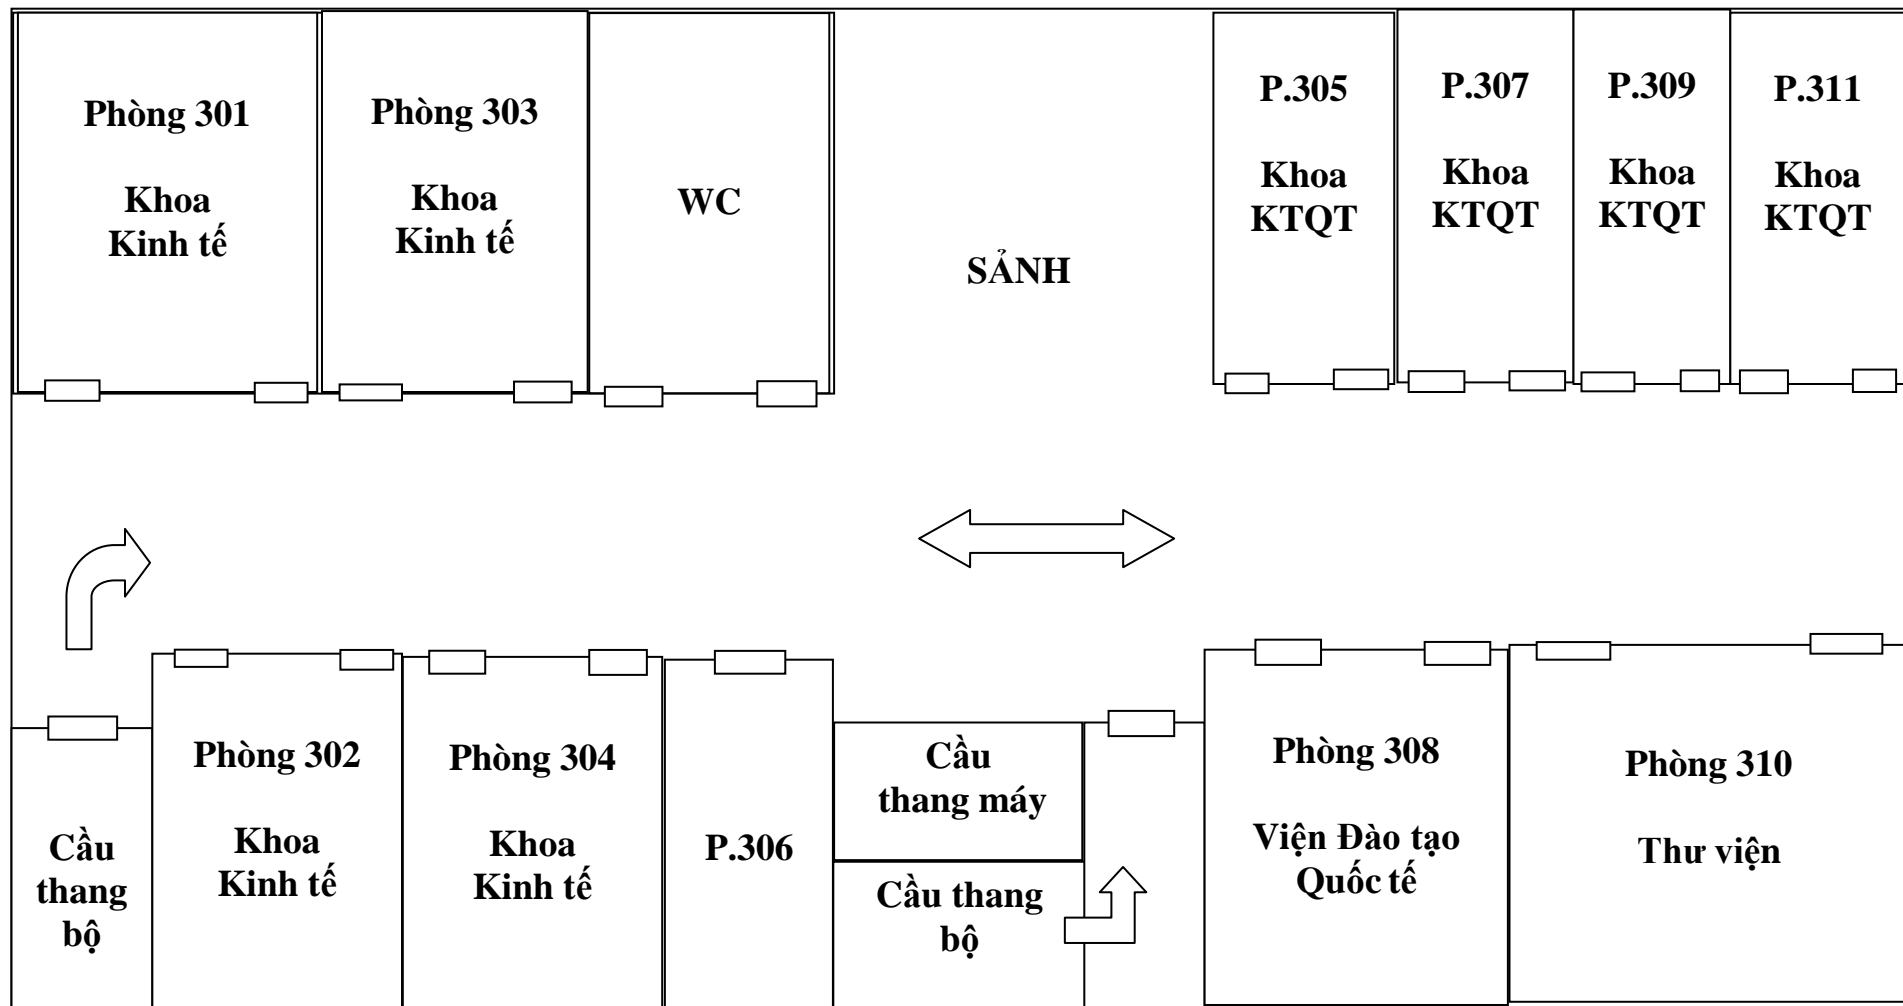 Phòng 301
Khoa
Kinh tế
Phòng 303
Khoa
Kinh tế
WC
SẢNH
P.305
Khoa
KTQT
P.307
Khoa
KTQT
P.309
Khoa
KTQT
P.311
Khoa
KTQT
Cầu
thang
bộ
Phòng 302
Khoa
Kinh tế
Phòng 304
Khoa
Kinh tế
P.306
Cầu
thang máy
Cầu thang
bộ
Phòng 308
Viện Đào tạo
Quốc tế
Phòng 310
Thư viện